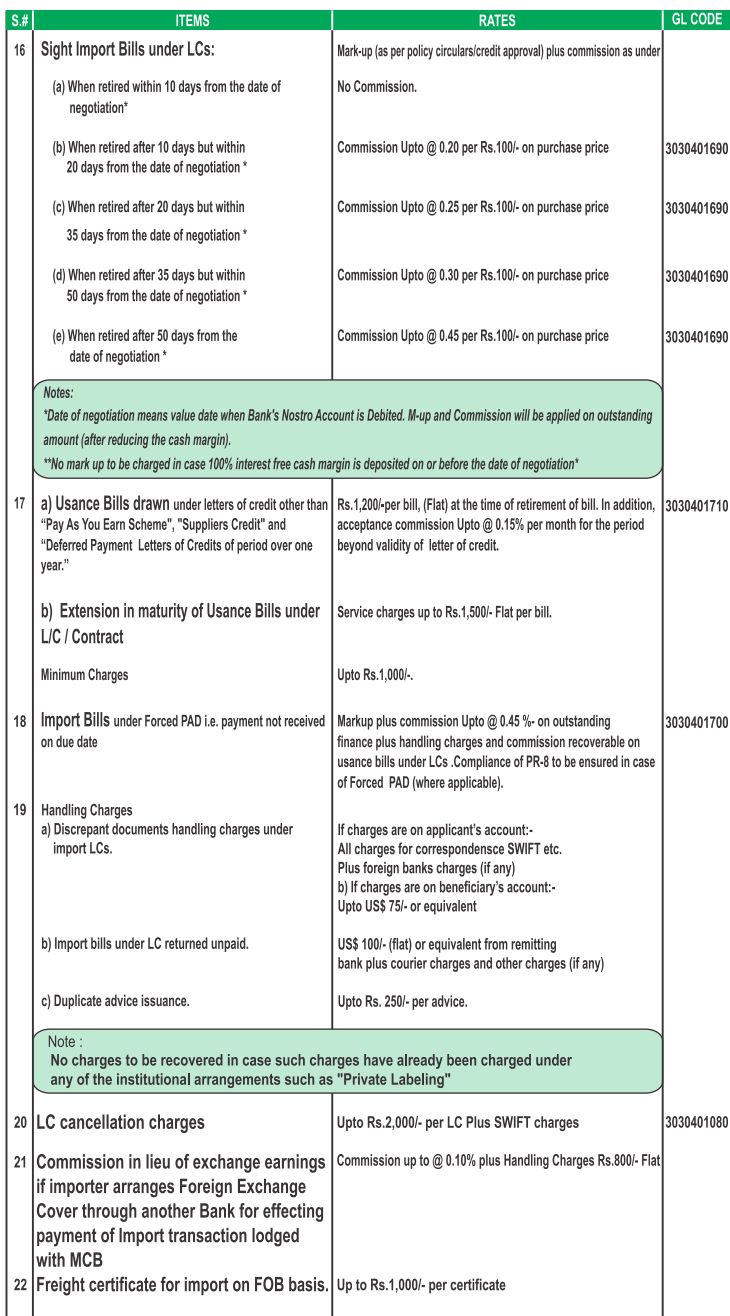 S.# ITEMS RATES GL CODE
16 Sight Import Bills under LCs: Mark-up (as per policy circulars/credit approval) plus commission as under
(a) When retired within 10 days from the date of No Commission.
negotiation*
(b) When retired after 10 days but within Commission Upto @ 0.20 per Rs.100/- on purchase price 3030401690
20 days from the date of negotiation *
(c) When retired after 20 days but within Commission Upto @ 0.25 per Rs.100/- on purchase price 3030401690
35 days from the date of negotiation *
(d) When retired after 35 days but within Commission Upto @ 0.30 per Rs.100/- on purchase price 3030401690
50 days from the date of negotiation *
(e) When retired after 50 days from the Commission Upto @ 0.45 per Rs.100/- on purchase price 3030401690
date of negotiation *
Notes:
*Date of negotiation means value date when Bank's Nostro Account is Debited. M-up and Commission will be applied on outstanding
amount (after reducing the cash margin).
**No mark up to be charged in case 100% interest free cash margin is deposited on or before the date of negotiation*
17 a) Usance Bills drawn under letters of credit other than Rs.1,200/-per bill, (Flat) at the time of retirement of bill. In addition, 3030401710
“Pay As You Earn Scheme", "Suppliers Credit" and acceptance commission Upto @ 0.15% per month for the period
“Deferred Payment Letters of Credits of period over one beyond validity of letter of credit.
year.”
b) Extension in maturity of Usance Bills under Service charges up to Rs.1,500/- Flat per bill.
L/C / Contract
Minimum Charges Upto Rs.1,000/-.
18 Import Bills under Forced PAD i.e. payment not received Markup plus commission Upto @ 0.45 %- on outstanding 3030401700
on due date finance plus handling charges and commission recoverable on
usance bills under LCs .Compliance of PR-8 to be ensured in case
of Forced PAD (where applicable).
19 Handling Charges
a) Discrepant documents handling charges under If charges are on applicant’s account:-
import LCs. All charges for correspondensce SWIFT etc.
Plus foreign banks charges (if any)
b) If charges are on beneficiary’s account:-
Upto US$ 75/- or equivalent
b) Import bills under LC returned unpaid. US$ 100/- (flat) or equivalent from remitting
bank plus courier charges and other charges (if any)
c) Duplicate advice issuance. Upto Rs. 250/- per advice.
Note :
No charges to be recovered in case such charges have already been charged under
any of the institutional arrangements such as "Private Labeling"
20 LC cancellation charges Upto Rs.2,000/- per LC Plus SWIFT charges 3030401080
21 Commission in lieu of exchange earnings Commission up to @ 0.10% plus Handling Charges Rs.800/- Flat
if importer arranges Foreign Exchange
Cover through another Bank for effecting
payment of Import transaction lodged
with MCB
22 Freight certificate for import on FOB basis. Up to Rs.1,000/- per certificate